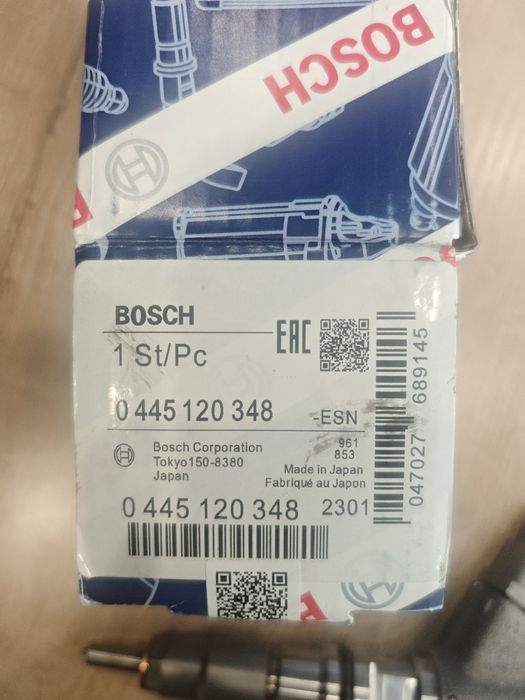 BOSCH
BOSCH
1 St/Pc
EAC
0 445 120 348
-ESN
Bosch Corporation
Tokyo150-8380
Japan
961
853
Made in Japan
Fabriqué au Japon
0 445 120 348
2301
047027 689145